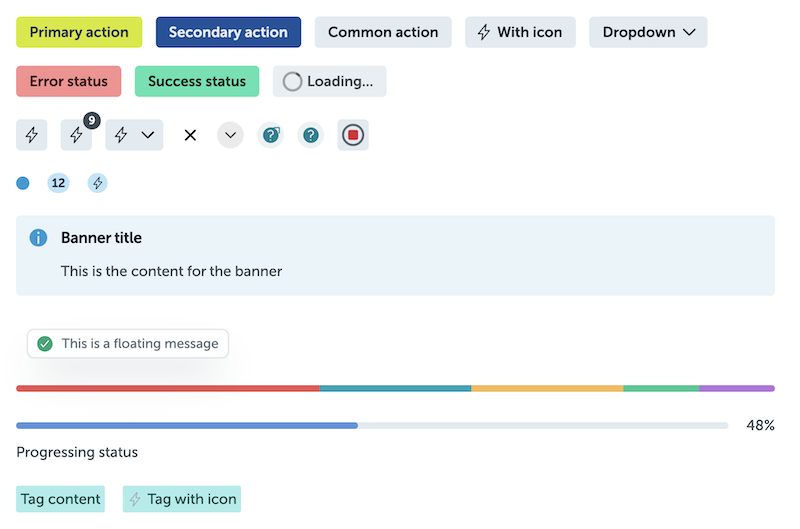 Primary action
Secondary action
Common action
With icon
Dropdown
Error status
Success status
Loading...
9
?
?
12
i
Banner title
This is the content for the banner
This is a floating message
48%
Progressing status
Tag content
Tag with icon